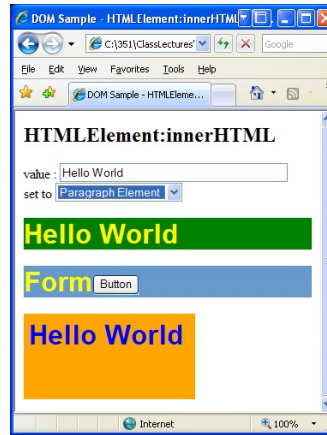 DOM Sample - HTMLElement:innerHTML
C:\351\ClassLectures'
Google
File Edit View Favorites Tools Help
DOM Sample - HTMLEleme...
HTMLElement:innerHTML
value : Hello World
set to Paragraph Element
Hello World
Form Button
Hello World
Internet 100%